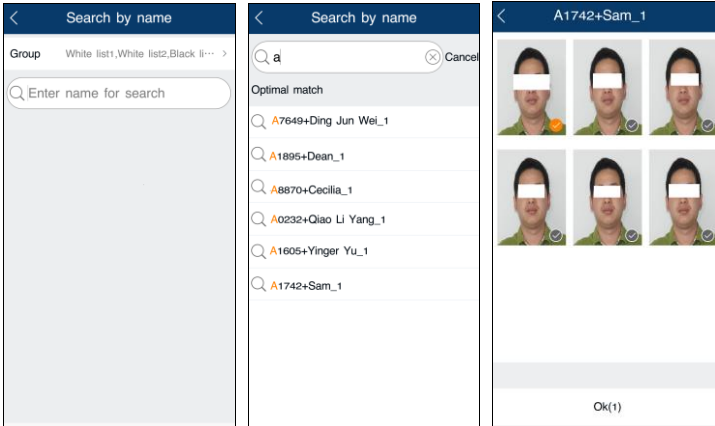 Search by name
Group White list1,White list2,Black li···
Enter name for search
Search by name
a Cancel
Optimal match
A7649+Ding Jun Wei_1
A1895+Dean_1
A8870+Cecilia_1
A0232+Qiao Li Yang_1
A1605+Yinger Yu_1
A1742+Sam_1
A1742+Sam_1
Ok(1)